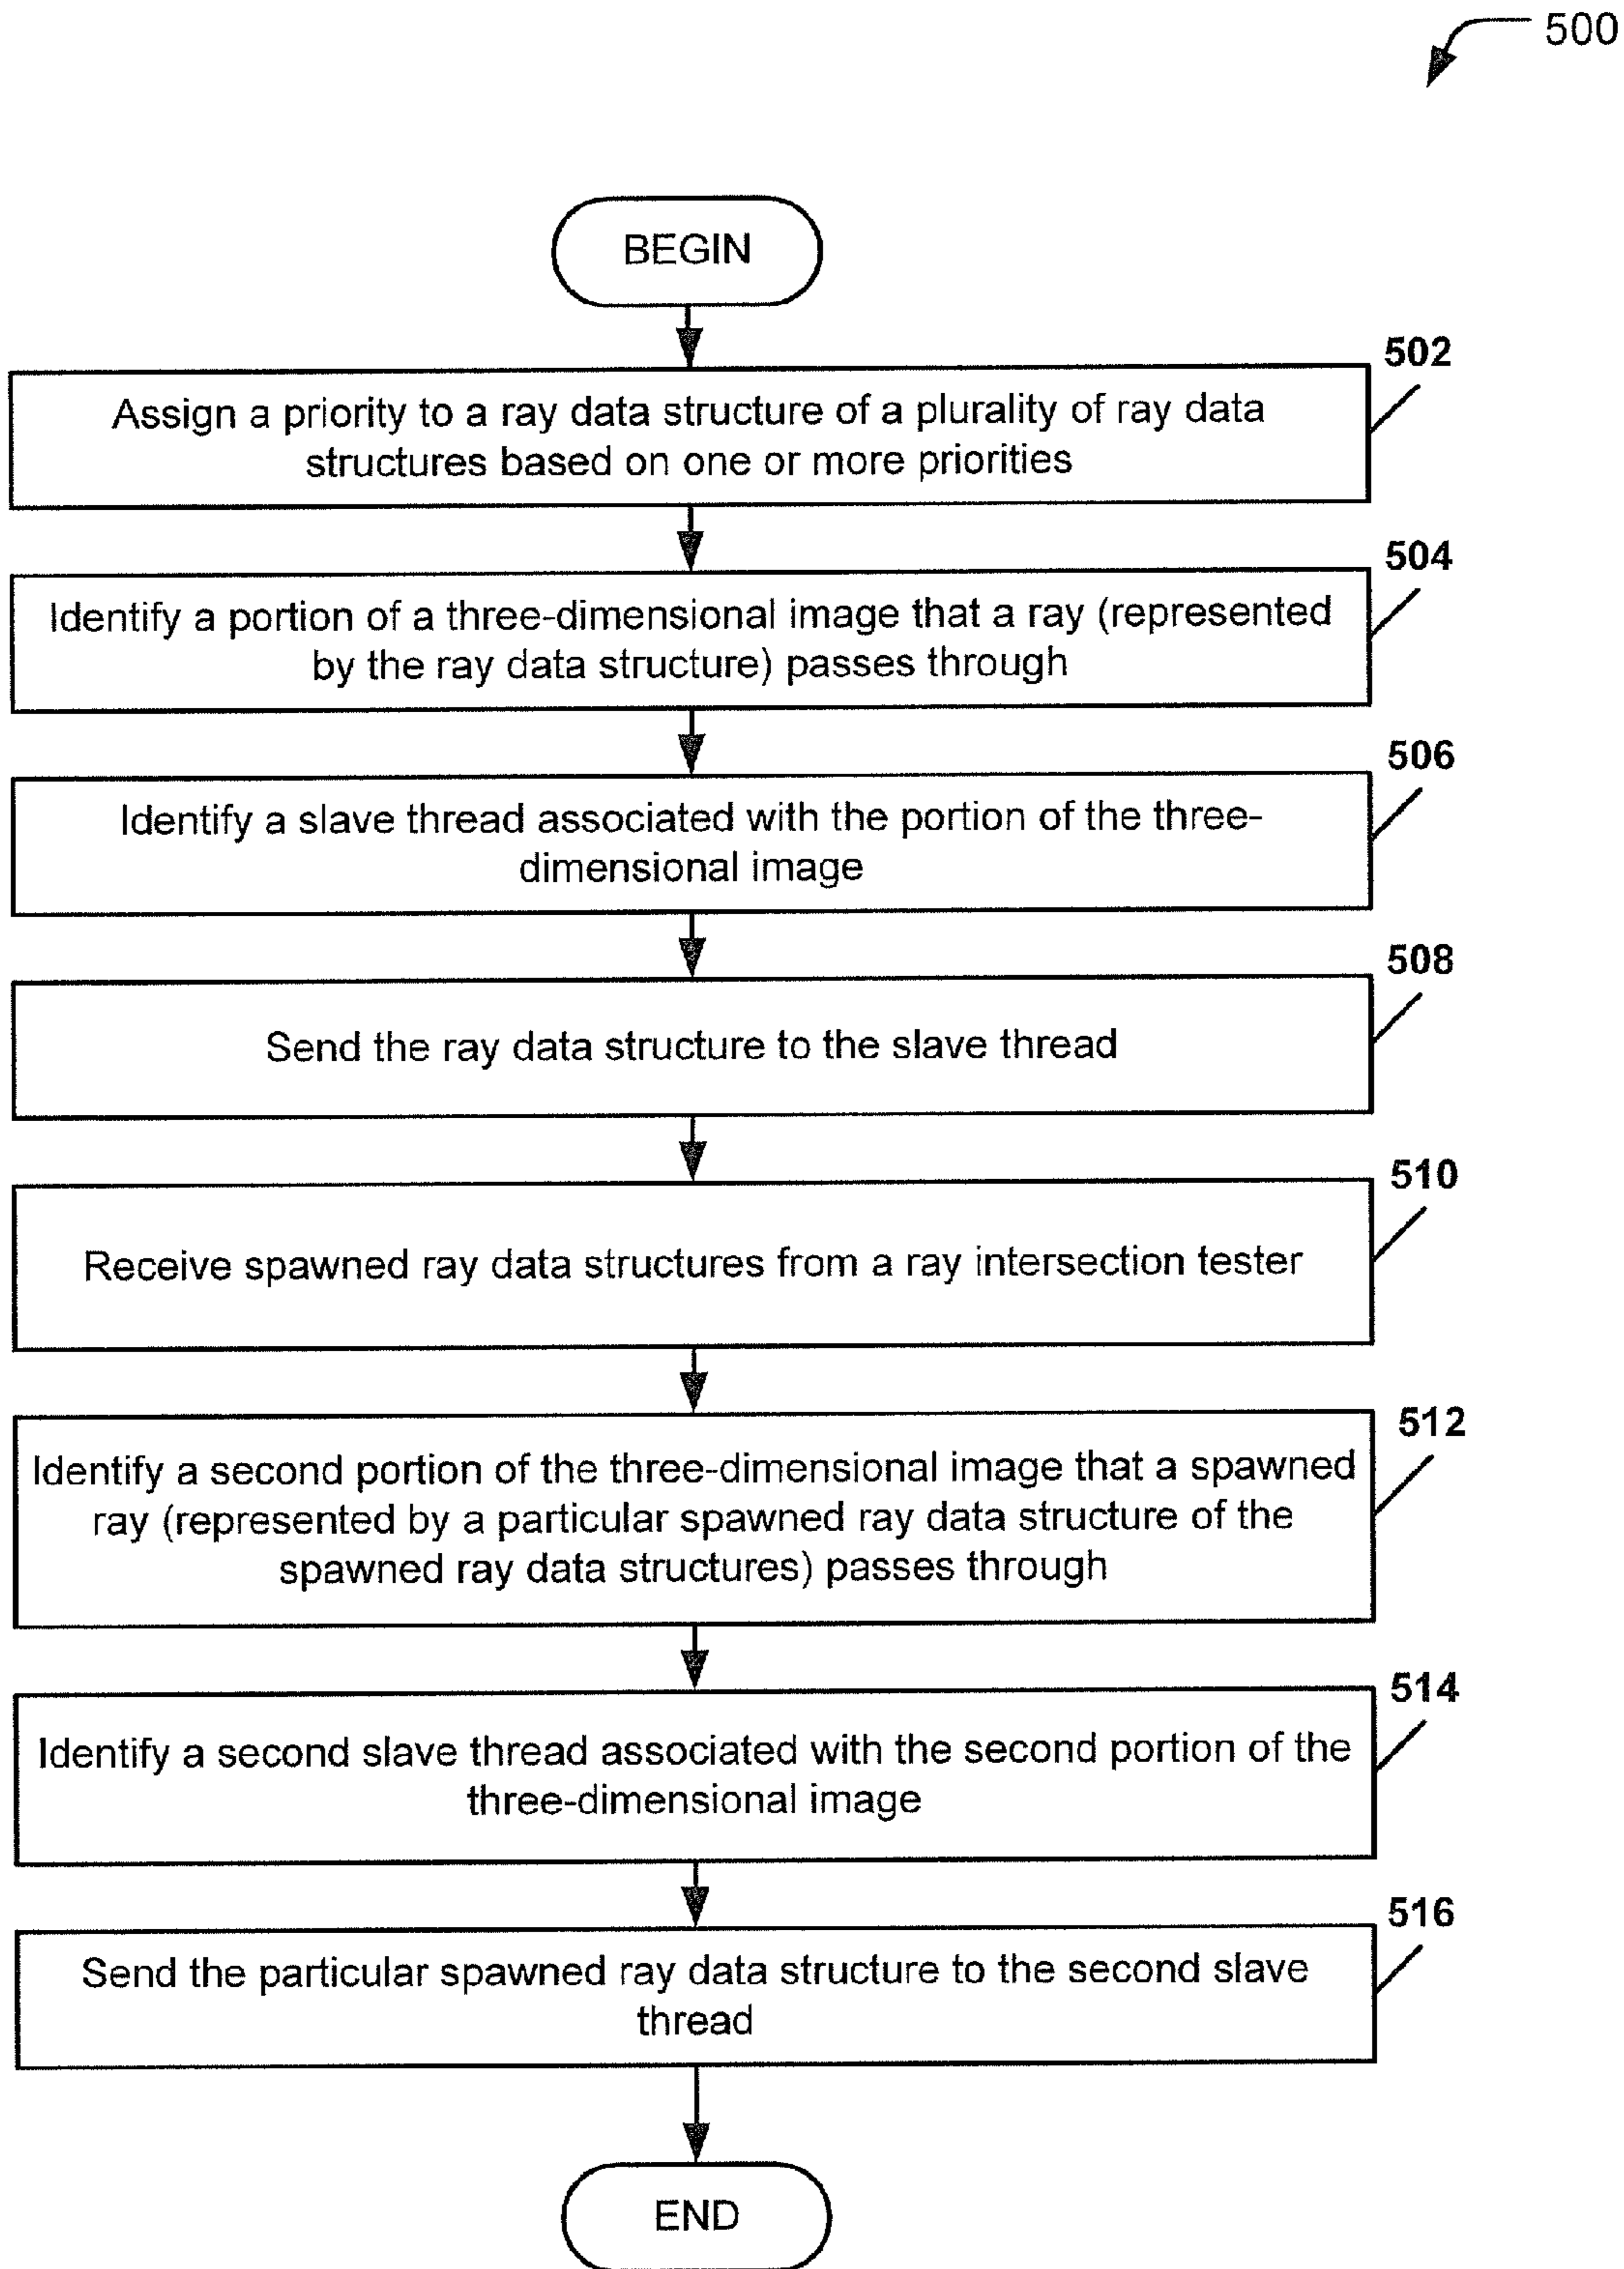 500
BEGIN
502
Assign a priority to a ray data structure of a plurality of ray data
structures based on one or more priorities
504
Identify a portion of a three-dimensional image that a ray (represented
by the ray data structure) passes through
506
Identify a slave thread associated with the portion of the three-
dimensional image
508
Send the ray data structure to the slave thread
510
Receive spawned ray data structures from a ray intersection tester
512
Identify a second portion of the three-dimensional image that a spawned
ray (represented by a particular spawned ray data structure of the
spawned ray data structures) passes through
514
Identify a second slave thread associated with the second portion of the
three-dimensional image
516
Send the particular spawned ray data structure to the second slave
thread
END